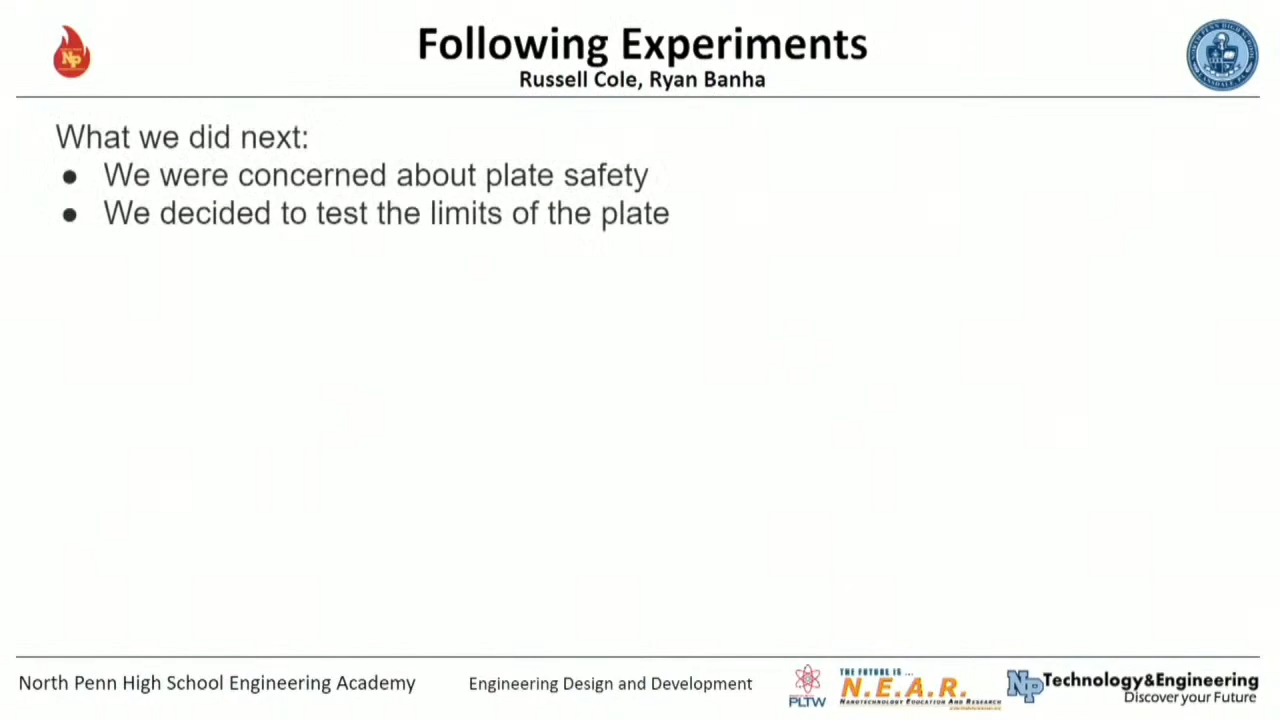 Following Experiments
Russell Cole, Ryan Banha
NP
What we did next:
● We were concerned about plate safety
● We decided to test the limits of the plate
North Penn High School Engineering Academy
Engineering Design and Development
PLTW
THE FUTURE IS ...
N.E.A.R.
NANOTECHNOLOGY EDUCATION AND RESEARCH
NP Technology&Engineering
Discover your Future